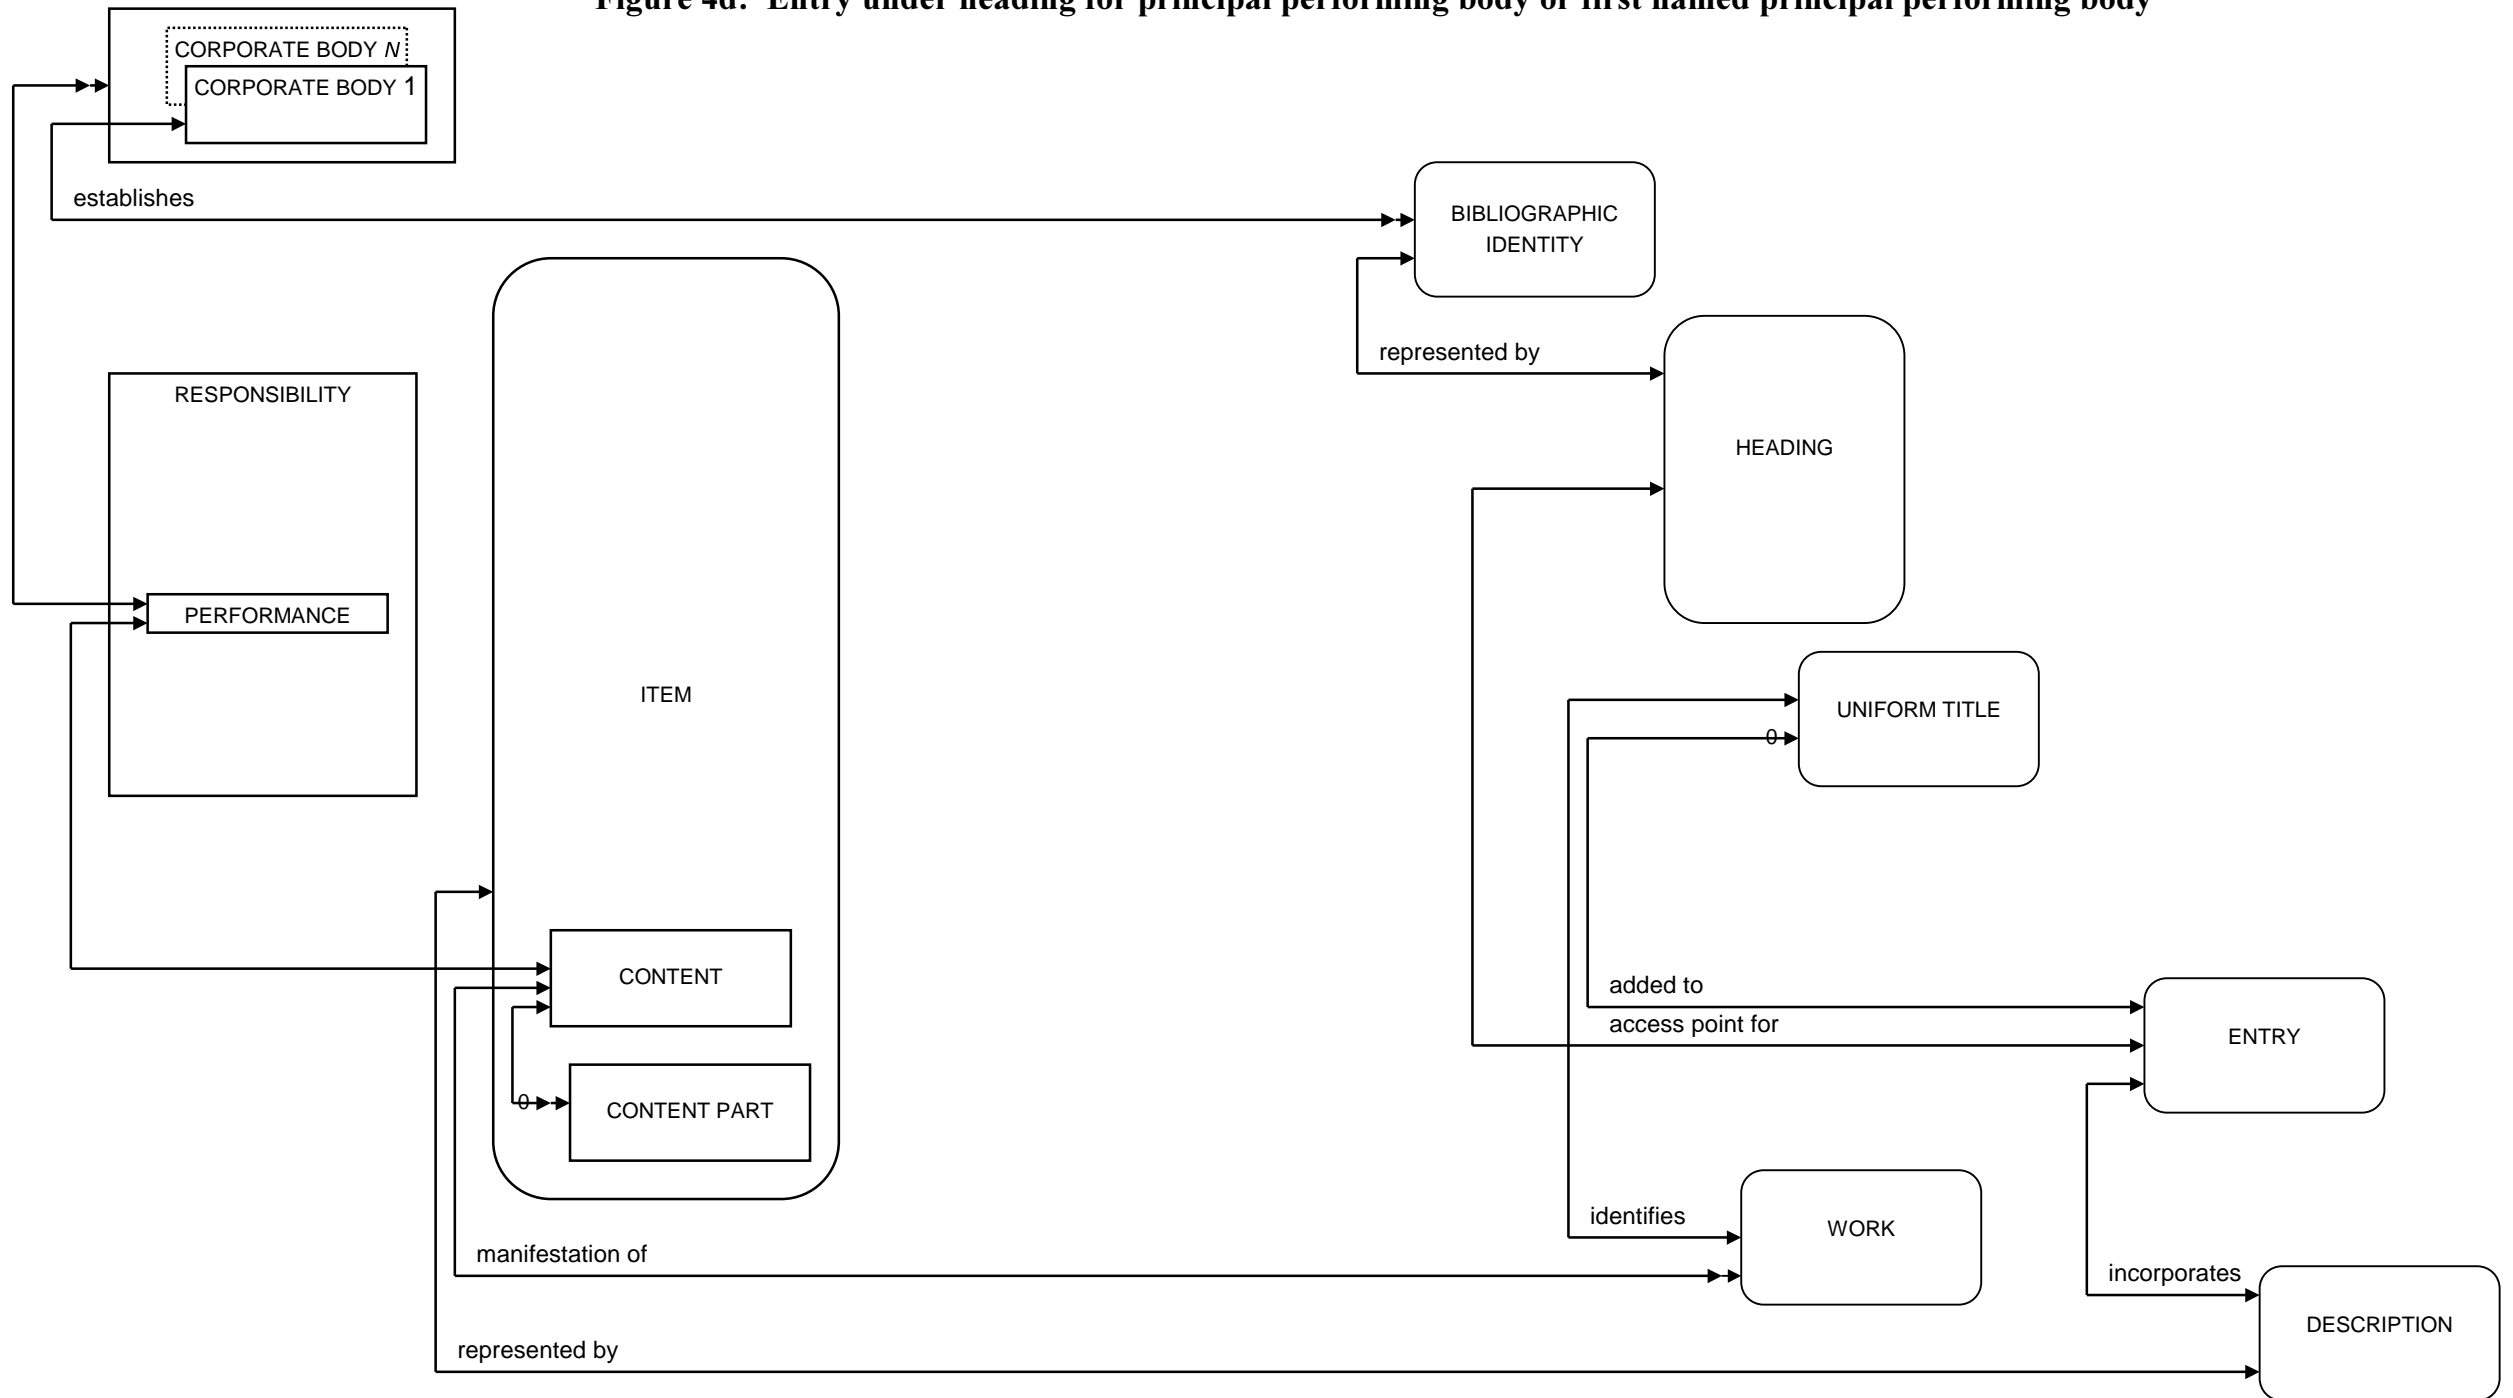 Figure 4d: Entry under heading for principal performing body or first named principal performing body
CORPORATE BODY N
CORPORATE BODY 1
establishes
BIBLIOGRAPHIC
IDENTITY
represented by
RESPONSIBILITY
HEADING
PERFORMANCE
ITEM
UNIFORM TITLE
0
CONTENT
added to
access point for
ENTRY
0
CONTENT PART
identifies
WORK
manifestation of
incorporates
DESCRIPTION
represented by